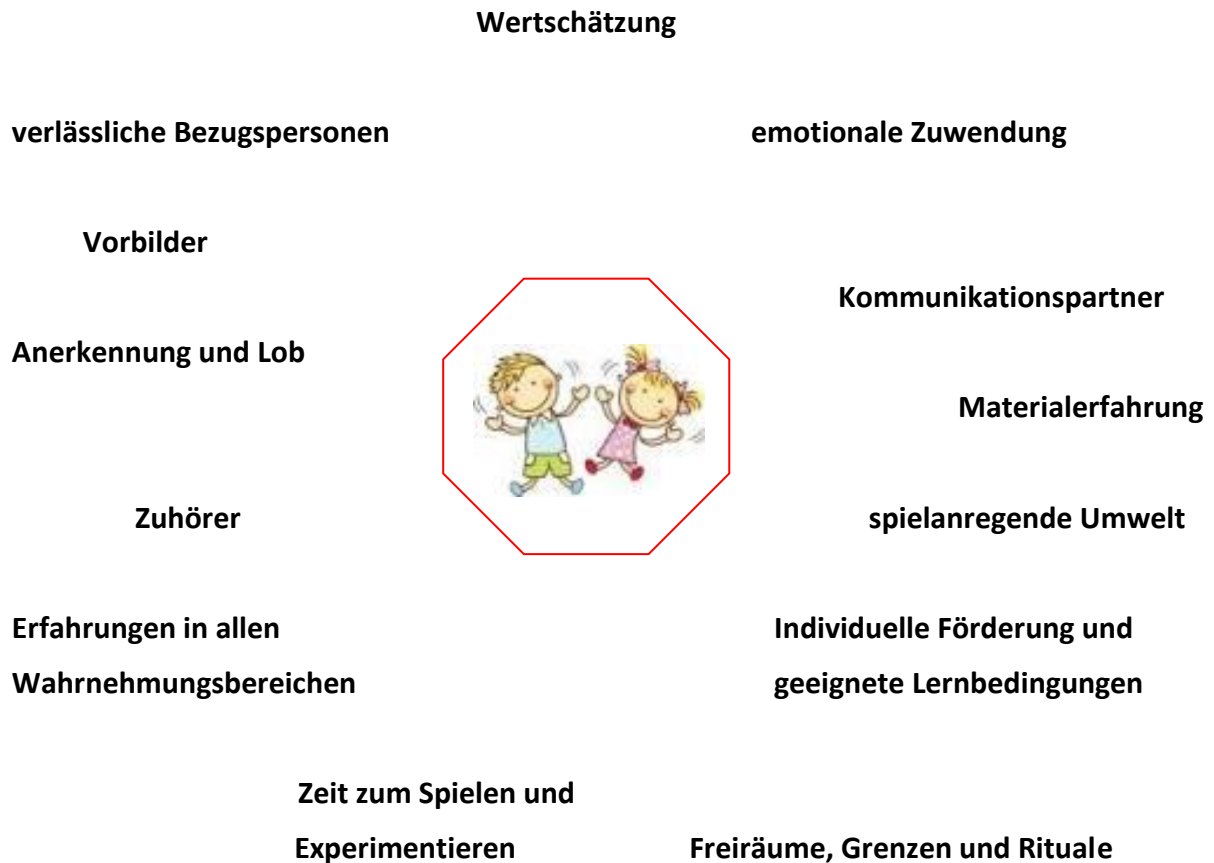 Wertschätzung
verlässliche Bezugspersonen
emotionale Zuwendung
Vorbilder
Kommunikationspartner
Anerkennung und Lob
Materialerfahrung
Zuhörer
spielanregende Umwelt
Erfahrungen in allen
Wahrnehmungsbereichen
Individuelle Förderung und
geeignete Lernbedingungen
Zeit zum Spielen und
Experimentieren
Freiräume, Grenzen und Rituale